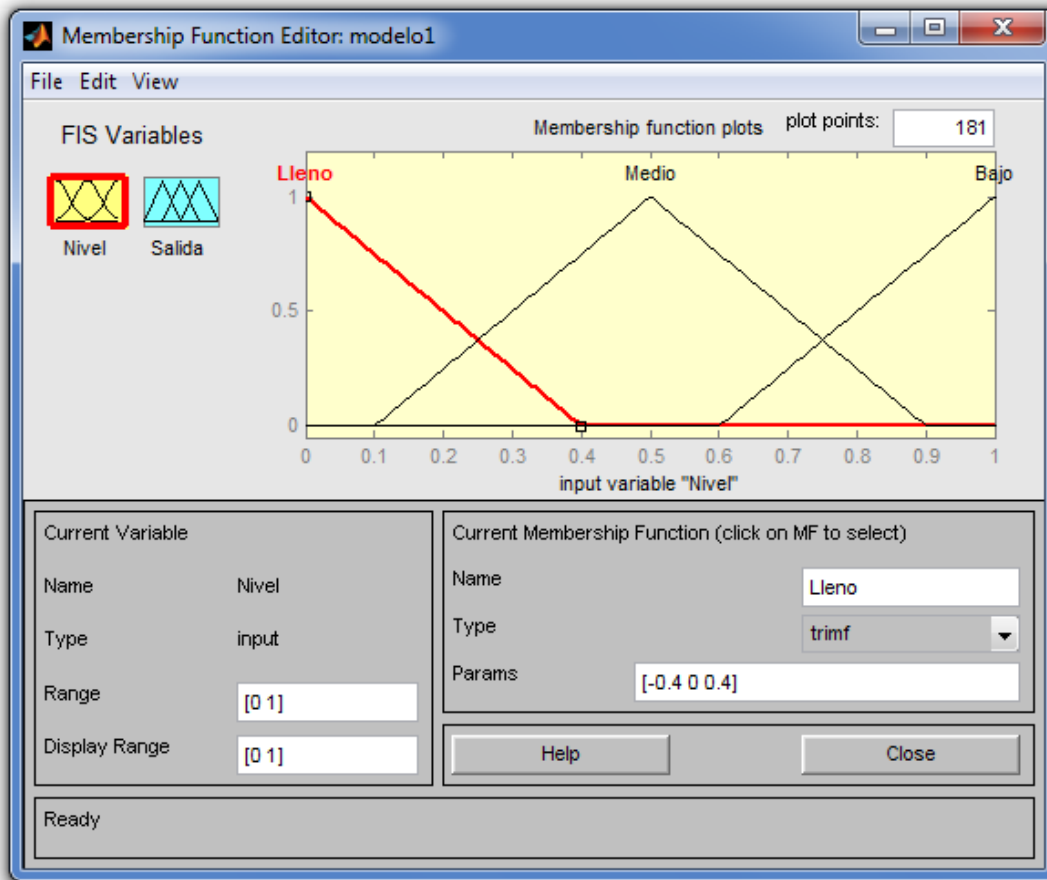 Membership Function Editor: modelo1
File Edit View
FIS Variables
Nivel Salida
Membership function plots plot points: 181
Lleno Medio Bajo
1
0.5
0
0 0.1 0.2 0.3 0.4 0.5 0.6 0.7 0.8 0.9 1
input variable "Nivel"
Current Variable
Name Nivel
Type input
Range [0 1]
Display Range [0 1]
Current Membership Function (click on MF to select)
Name Lleno
Type trimf
Params [-0.4 0 0.4]
Help Close
Ready